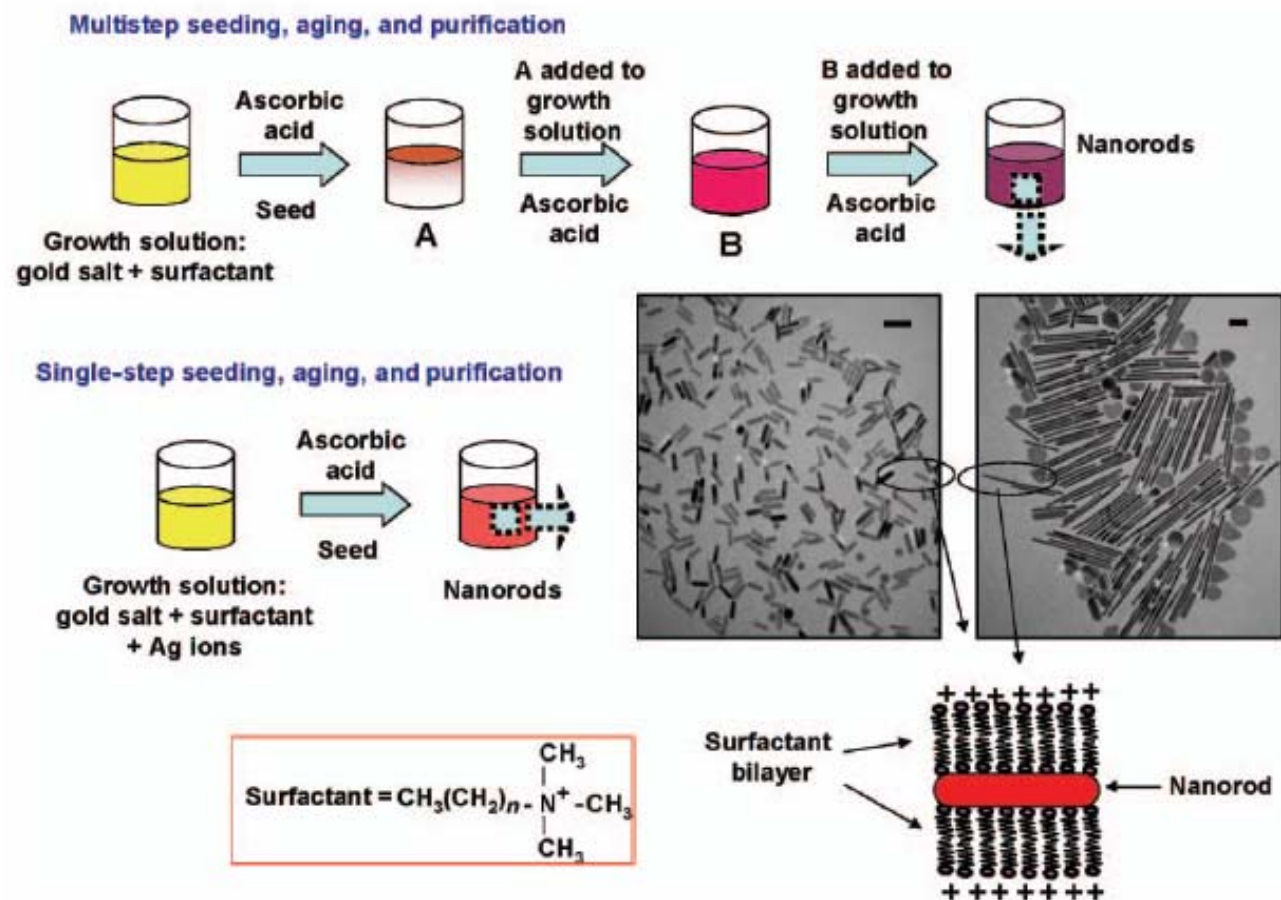 Multistep seeding, aging, and purification
Ascorbic
acid
Seed
Growth solution:
gold salt + surfactant
A
A added to
growth
solution
Ascorbic
acid
B
B added to
growth
solution
Ascorbic
acid
Nanorods
Single-step seeding, aging, and purification
Ascorbic
acid
Seed
Growth solution:
gold salt + surfactant
+ Ag ions
Nanorods
CH3
Surfactant = CH3(CH2)n - N+ -CH3
CH3
+ + + + + + +
Surfactant
bilayer
Nanorod
+ + + + + + +